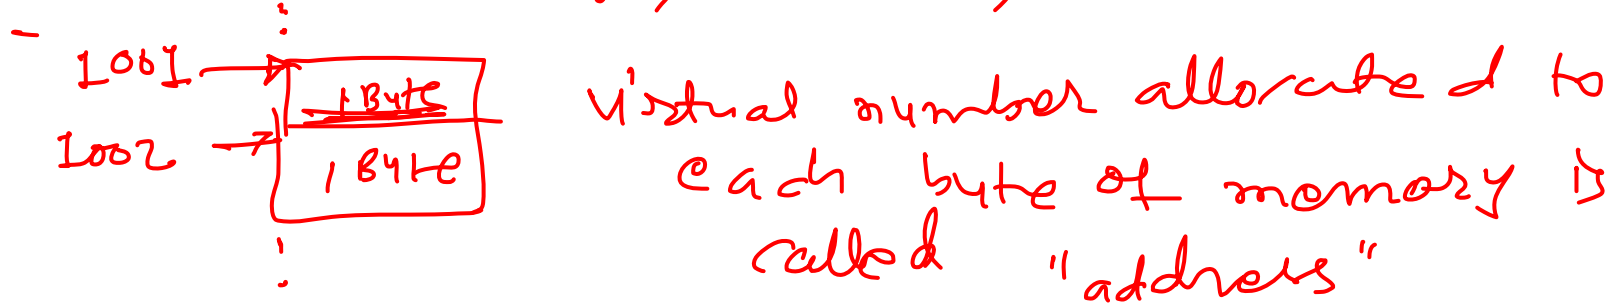 1001
1 Byte
1002
1 Byte
virtual number allocated to
each byte of memory is
called "address"